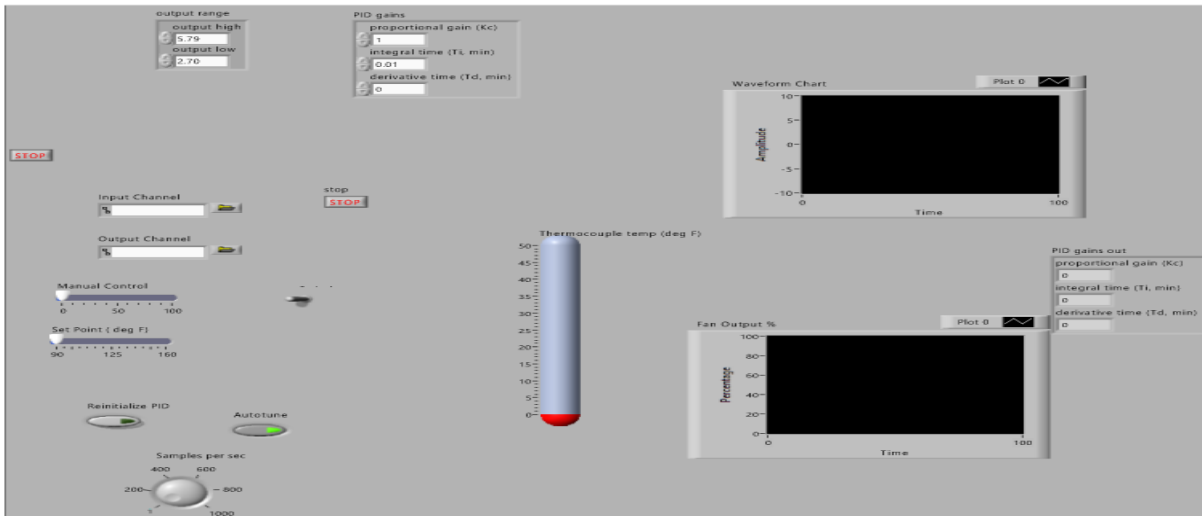 output range
output high
5.79
output low
2.70
PID gains
proportional gain (Kc)
1
integral time (Ti, min)
0.01
derivative time (Td, min)
0
Waveform Chart
Plot 0
10
5
0
-5
-10
Amplitude
0
100
Time
STOP
Input Channel
stop
STOP
Output Channel
Manual Control
0 50 100
Set Point ( deg F)
90 125 160
Thermocouple temp (deg F)
50
45
40
35
30
25
20
15
10
5
0
PID gains out
proportional gain (Kc)
0
integral time (Ti, min)
0
derivative time (Td, min)
0
Fan Output %
Plot 0
100
80
60
40
20
0
Percentage
0
100
Time
Reinitialize PID
Autotune
Samples per sec
400 600
200 800
1 1000